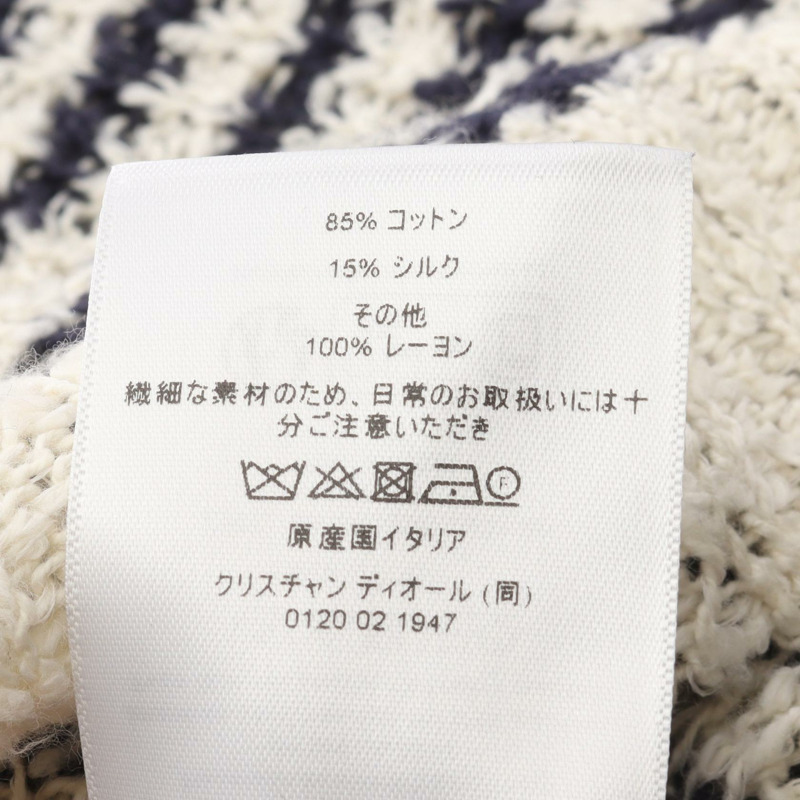 85% コットン
15% シルク
その他
100% レーヨン
繊細な素材のため、日常のお取扱いには十
分ご注意いただき
F
原産国イタリア
クリスチャン ディオール (同)
0120 02 1947